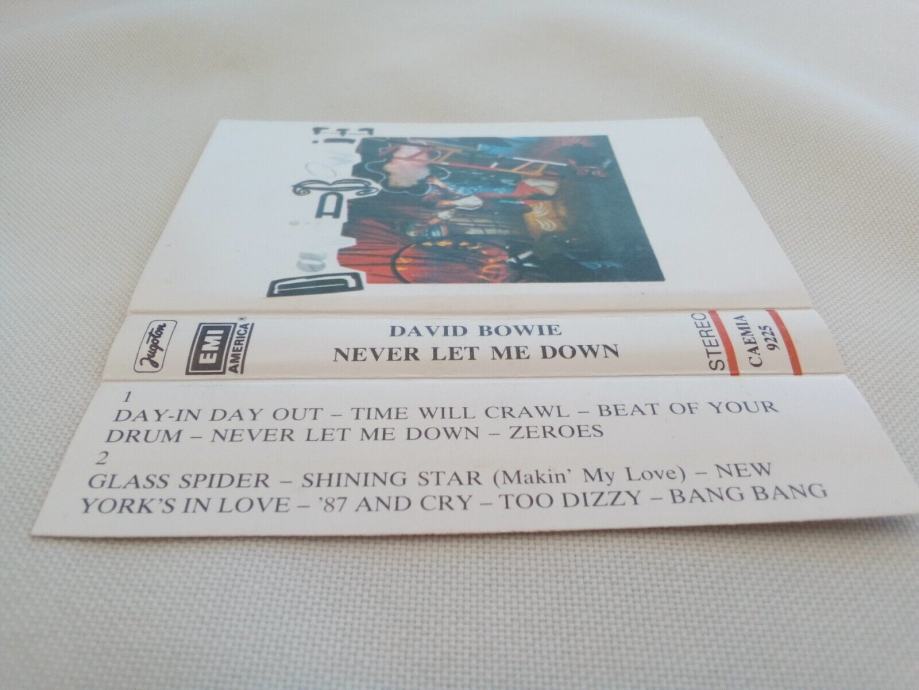 David BOWIE
Jugoton
EMI
AMERICA®
DAVID BOWIE
NEVER LET ME DOWN
STEREO
CAEMIA
9225
1
DAY-IN DAY OUT – TIME WILL CRAWL – BEAT OF YOUR
DRUM – NEVER LET ME DOWN – ZEROES
2
GLASS SPIDER – SHINING STAR (Makin' My Love) – NEW
YORK'S IN LOVE – '87 AND CRY – TOO DIZZY – BANG BANG